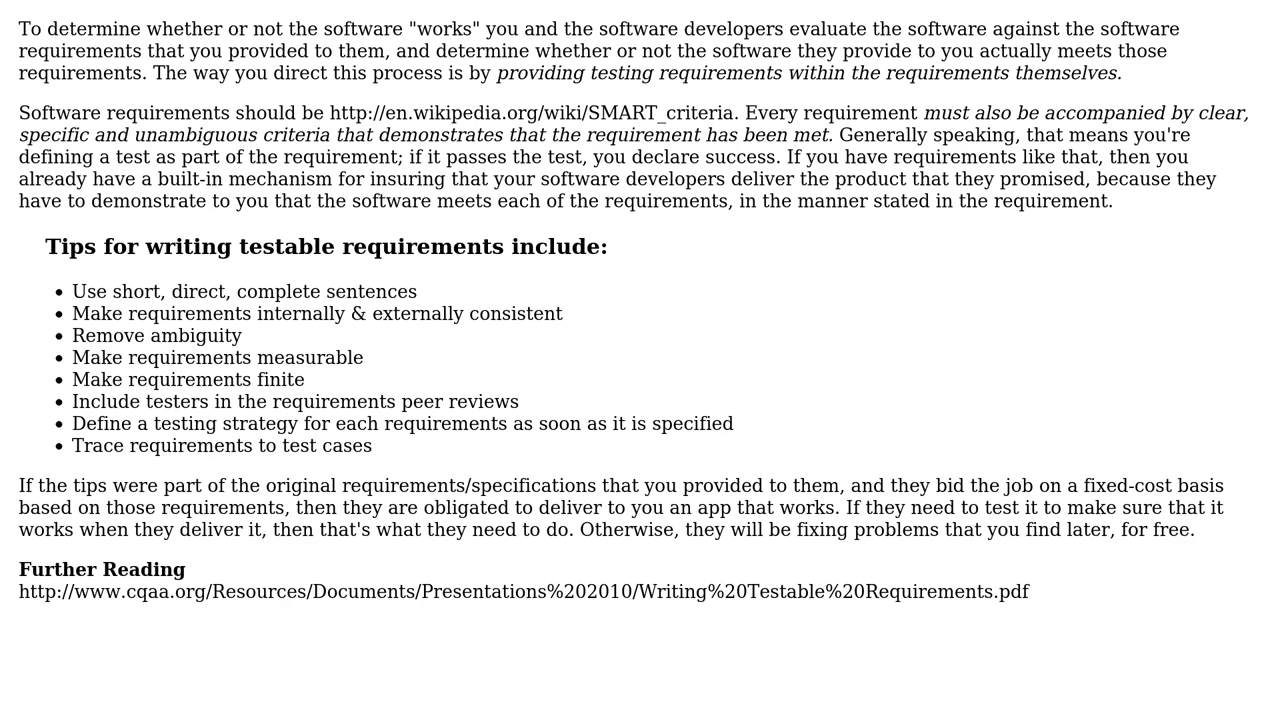 To determine whether or not the software "works" you and the software developers evaluate the software against the software
requirements that you provided to them, and determine whether or not the software they provide to you actually meets those
requirements. The way you direct this process is by providing testing requirements within the requirements themselves.
Software requirements should be http://en.wikipedia.org/wiki/SMART_criteria. Every requirement must also be accompanied by clear,
specific and unambiguous criteria that demonstrates that the requirement has been met. Generally speaking, that means you're
defining a test as part of the requirement; if it passes the test, you declare success. If you have requirements like that, then you
already have a built-in mechanism for insuring that your software developers deliver the product that they promised, because they
have to demonstrate to you that the software meets each of the requirements, in the manner stated in the requirement.
Tips for writing testable requirements include:
• Use short, direct, complete sentences
• Make requirements internally & externally consistent
• Remove ambiguity
• Make requirements measurable
• Make requirements finite
• Include testers in the requirements peer reviews
• Define a testing strategy for each requirements as soon as it is specified
• Trace requirements to test cases
If the tips were part of the original requirements/specifications that you provided to them, and they bid the job on a fixed-cost basis
based on those requirements, then they are obligated to deliver to you an app that works. If they need to test it to make sure that it
works when they deliver it, then that's what they need to do. Otherwise, they will be fixing problems that you find later, for free.
Further Reading
http://www.cqaa.org/Resources/Documents/Presentations%202010/Writing%20Testable%20Requirements.pdf